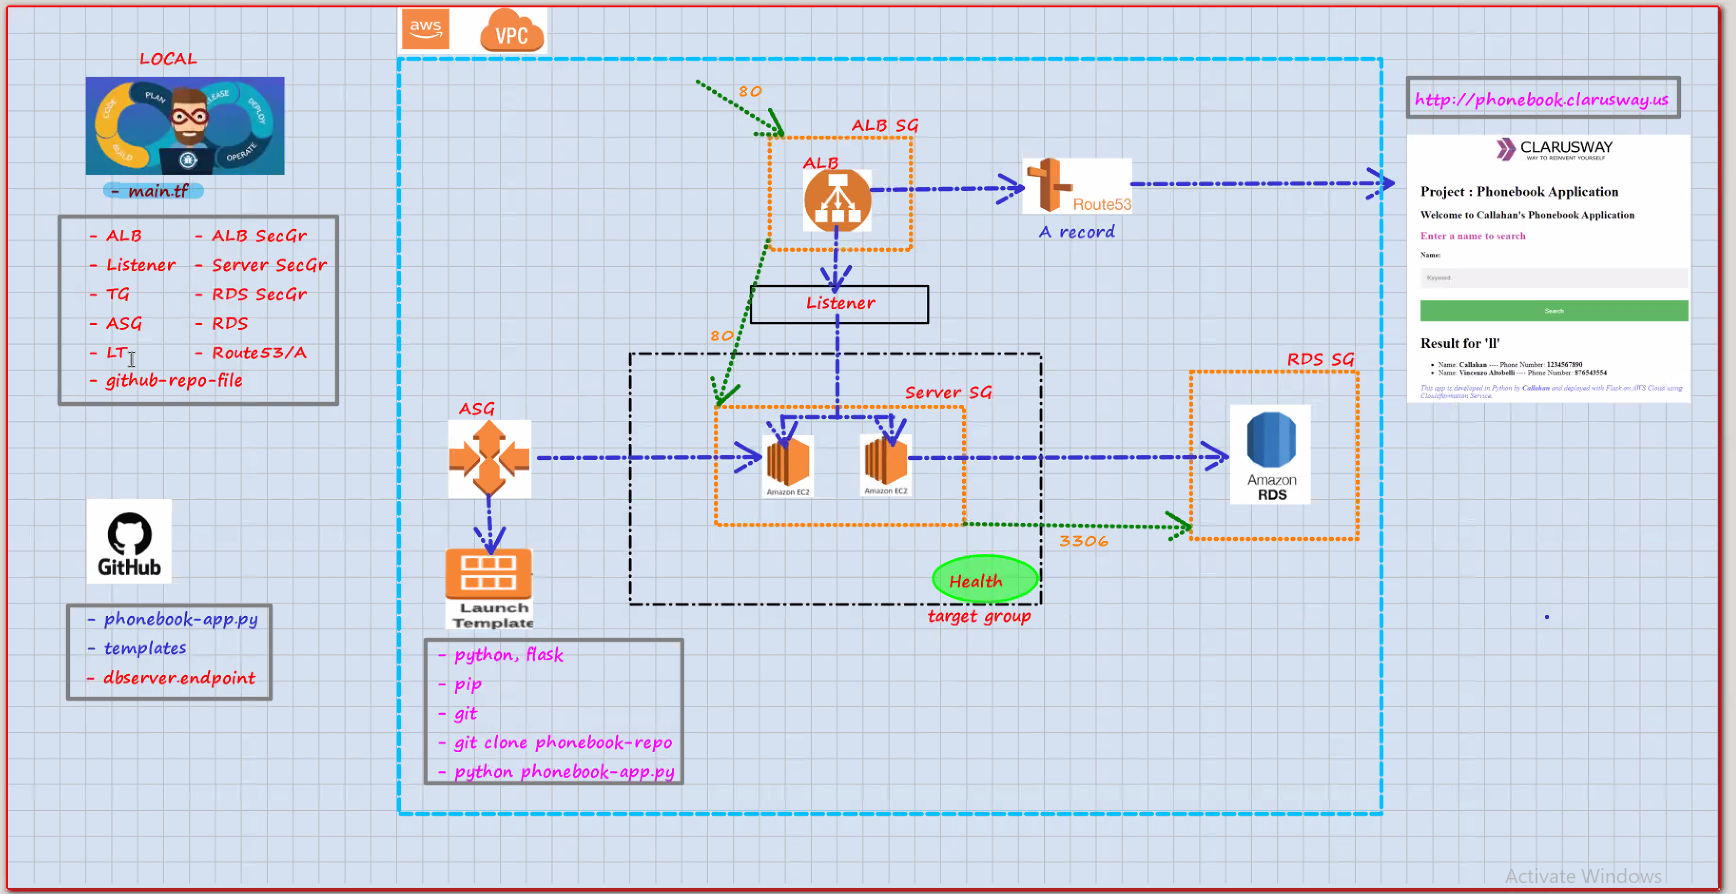 aws
VPC
LOCAL
CODE
PLAN
BUILD
DEPLOY
OPERATE
- main.tf
- ALB
- Listener
- TG
- ASG
- LT
- github-repo-file
- ALB SecGr
- Server SecGr
- RDS SecGr
- RDS
- Route53/A
GitHub
- phonebook-app.py
- templates
- dbserver.endpoint
80
ALB SG
ALB
Route53
A record
Listener
80
Server SG
Amazon EC2
Amazon EC2
ASG
Launch
Template
- python, flask
- pip
- git
- git clone phonebook-repo
- python phonebook-app.py
RDS SG
Amazon
RDS
3306
Health
target group
http://phonebook.clarusway.us
CLARUSWAY
WAY TO REINVENT YOURSELF
Project : Phonebook Application
Welcome to Callahan's Phonebook Application
Enter a name to search
Name:
Keyword
Search
Result for 'll'
Name: Callahan ---- Phone Number: 1234567890
Name: Vincenzo Altobelli ---- Phone Number: 876543554
This app is developed in Python by Callahan and deployed with Flask on AWS Cloud using
Cloudformation Service.
Activate Windows